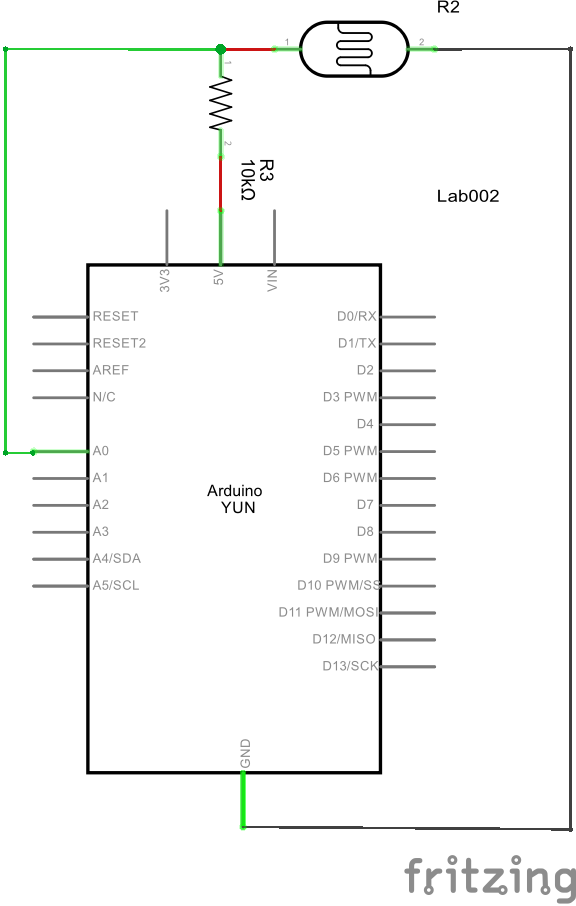 R2
1
2
1
2
R3
10kΩ
Lab002
3V3
5V
VIN
RESET
D0/RX
RESET2
D1/TX
AREF
D2
N/C
D3 PWM
D4
A0
D5 PWM
A1
D6 PWM
Arduino
YUN
A2
D7
A3
D8
A4/SDA
D9 PWM
A5/SCL
D10 PWM/SS
D11 PWM/MOSI
D12/MISO
D13/SCK
GND
fritzing